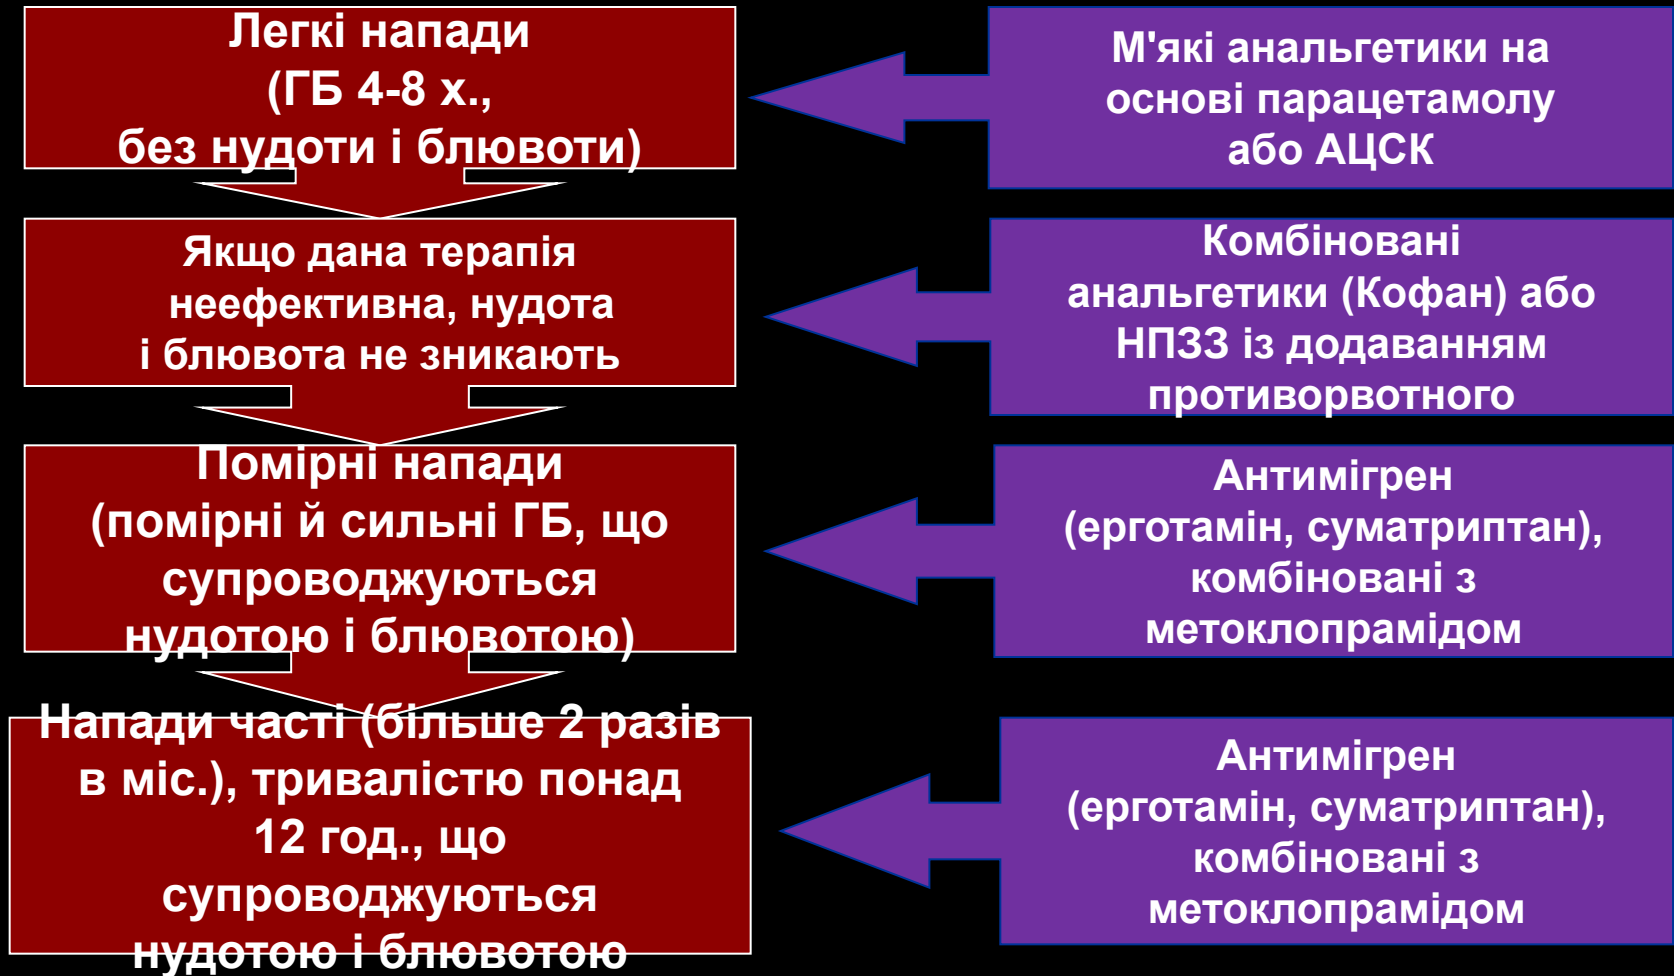 Легкі напади
(ГБ 4-8 х.,
без нудоти і блювоти)
М'які анальгетики на
основі парацетамолу
або АЦСК
Якщо дана терапія
неефективна, нудота
і блювота не зникають
Комбіновані
анальгетики (Кофан) або
НПЗЗ із додаванням
противорвотного
Помірні напади
(помірні й сильні ГБ, що
супроводжуються
нудотою і блювотою)
Антимігрен
(ерготамін, суматриптан),
комбіновані з
метоклопрамідом
Напади часті (більше 2 разів
в міс.), тривалістю понад
12 год., що
супроводжуються
нудотою і блювотою
Антимігрен
(ерготамін, суматриптан),
комбіновані з
метоклопрамідом